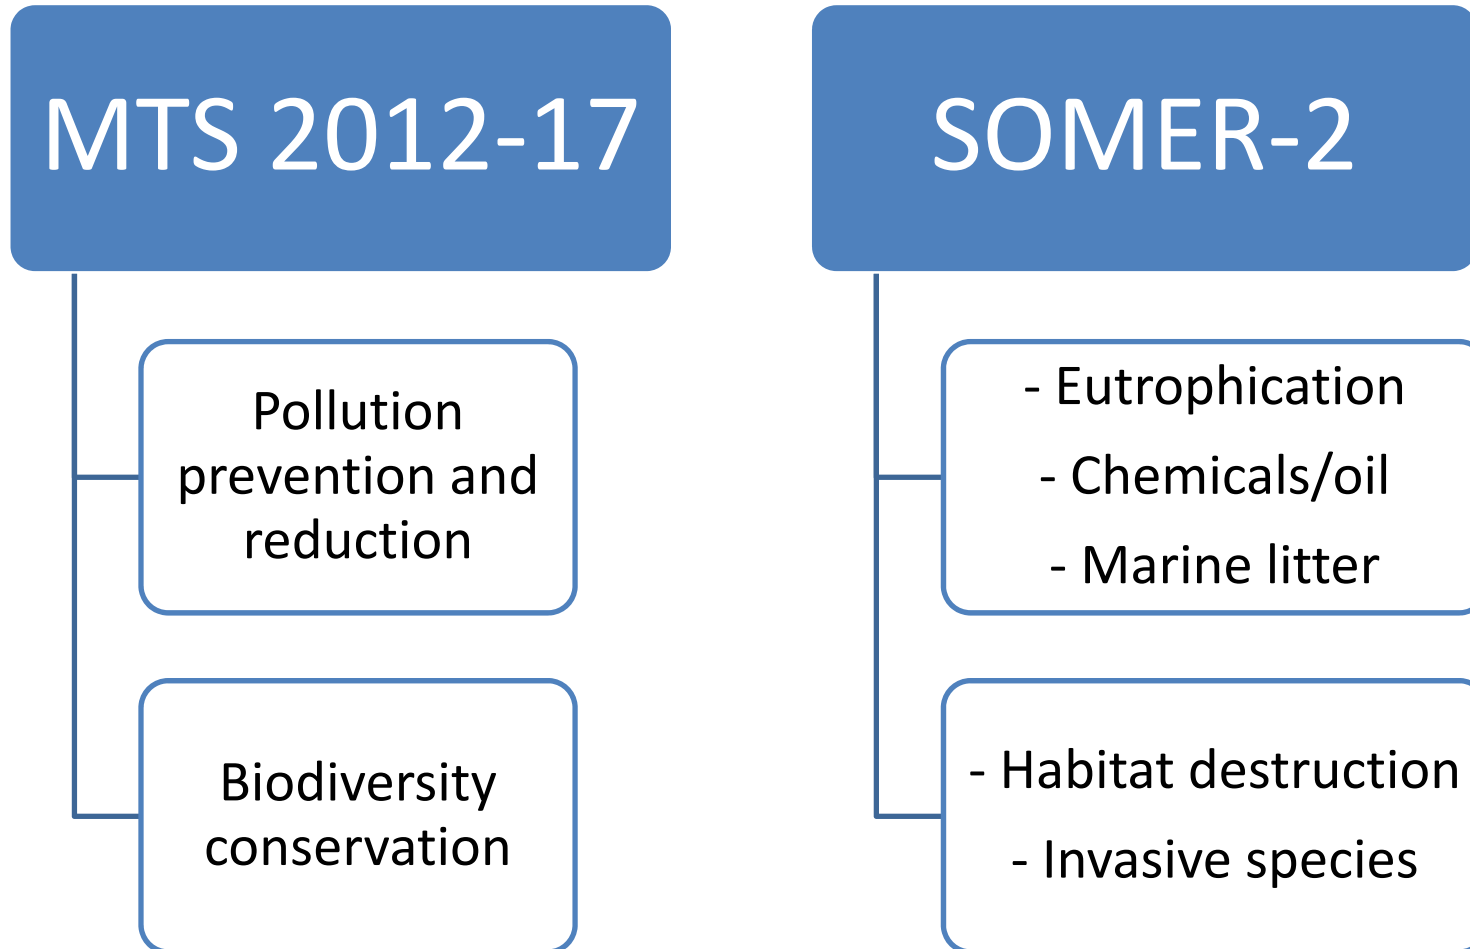 MTS 2012-17
Pollution
prevention and
reduction
Biodiversity
conservation
SOMER-2
- Eutrophication
- Chemicals/oil
- Marine litter
- Habitat destruction
- Invasive species